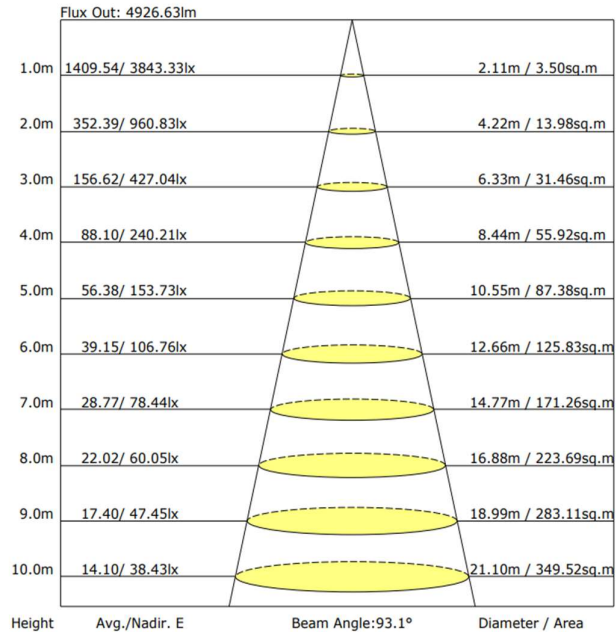 Flux Out: 4926.63lm
1.0m 1409.54/ 3843.33lx 2.11m / 3.50sq.m
2.0m 352.39/ 960.83lx 4.22m / 13.98sq.m
3.0m 156.62/ 427.04lx 6.33m / 31.46sq.m
4.0m 88.10/ 240.21lx 8.44m / 55.92sq.m
5.0m 56.38/ 153.73lx 10.55m / 87.38sq.m
6.0m 39.15/ 106.76lx 12.66m / 125.83sq.m
7.0m 28.77/ 78.44lx 14.77m / 171.26sq.m
8.0m 22.02/ 60.05lx 16.88m / 223.69sq.m
9.0m 17.40/ 47.45lx 18.99m / 283.11sq.m
10.0m 14.10/ 38.43lx 21.10m / 349.52sq.m
Height Avg./Nadir. E Beam Angle:93.1° Diameter / Area